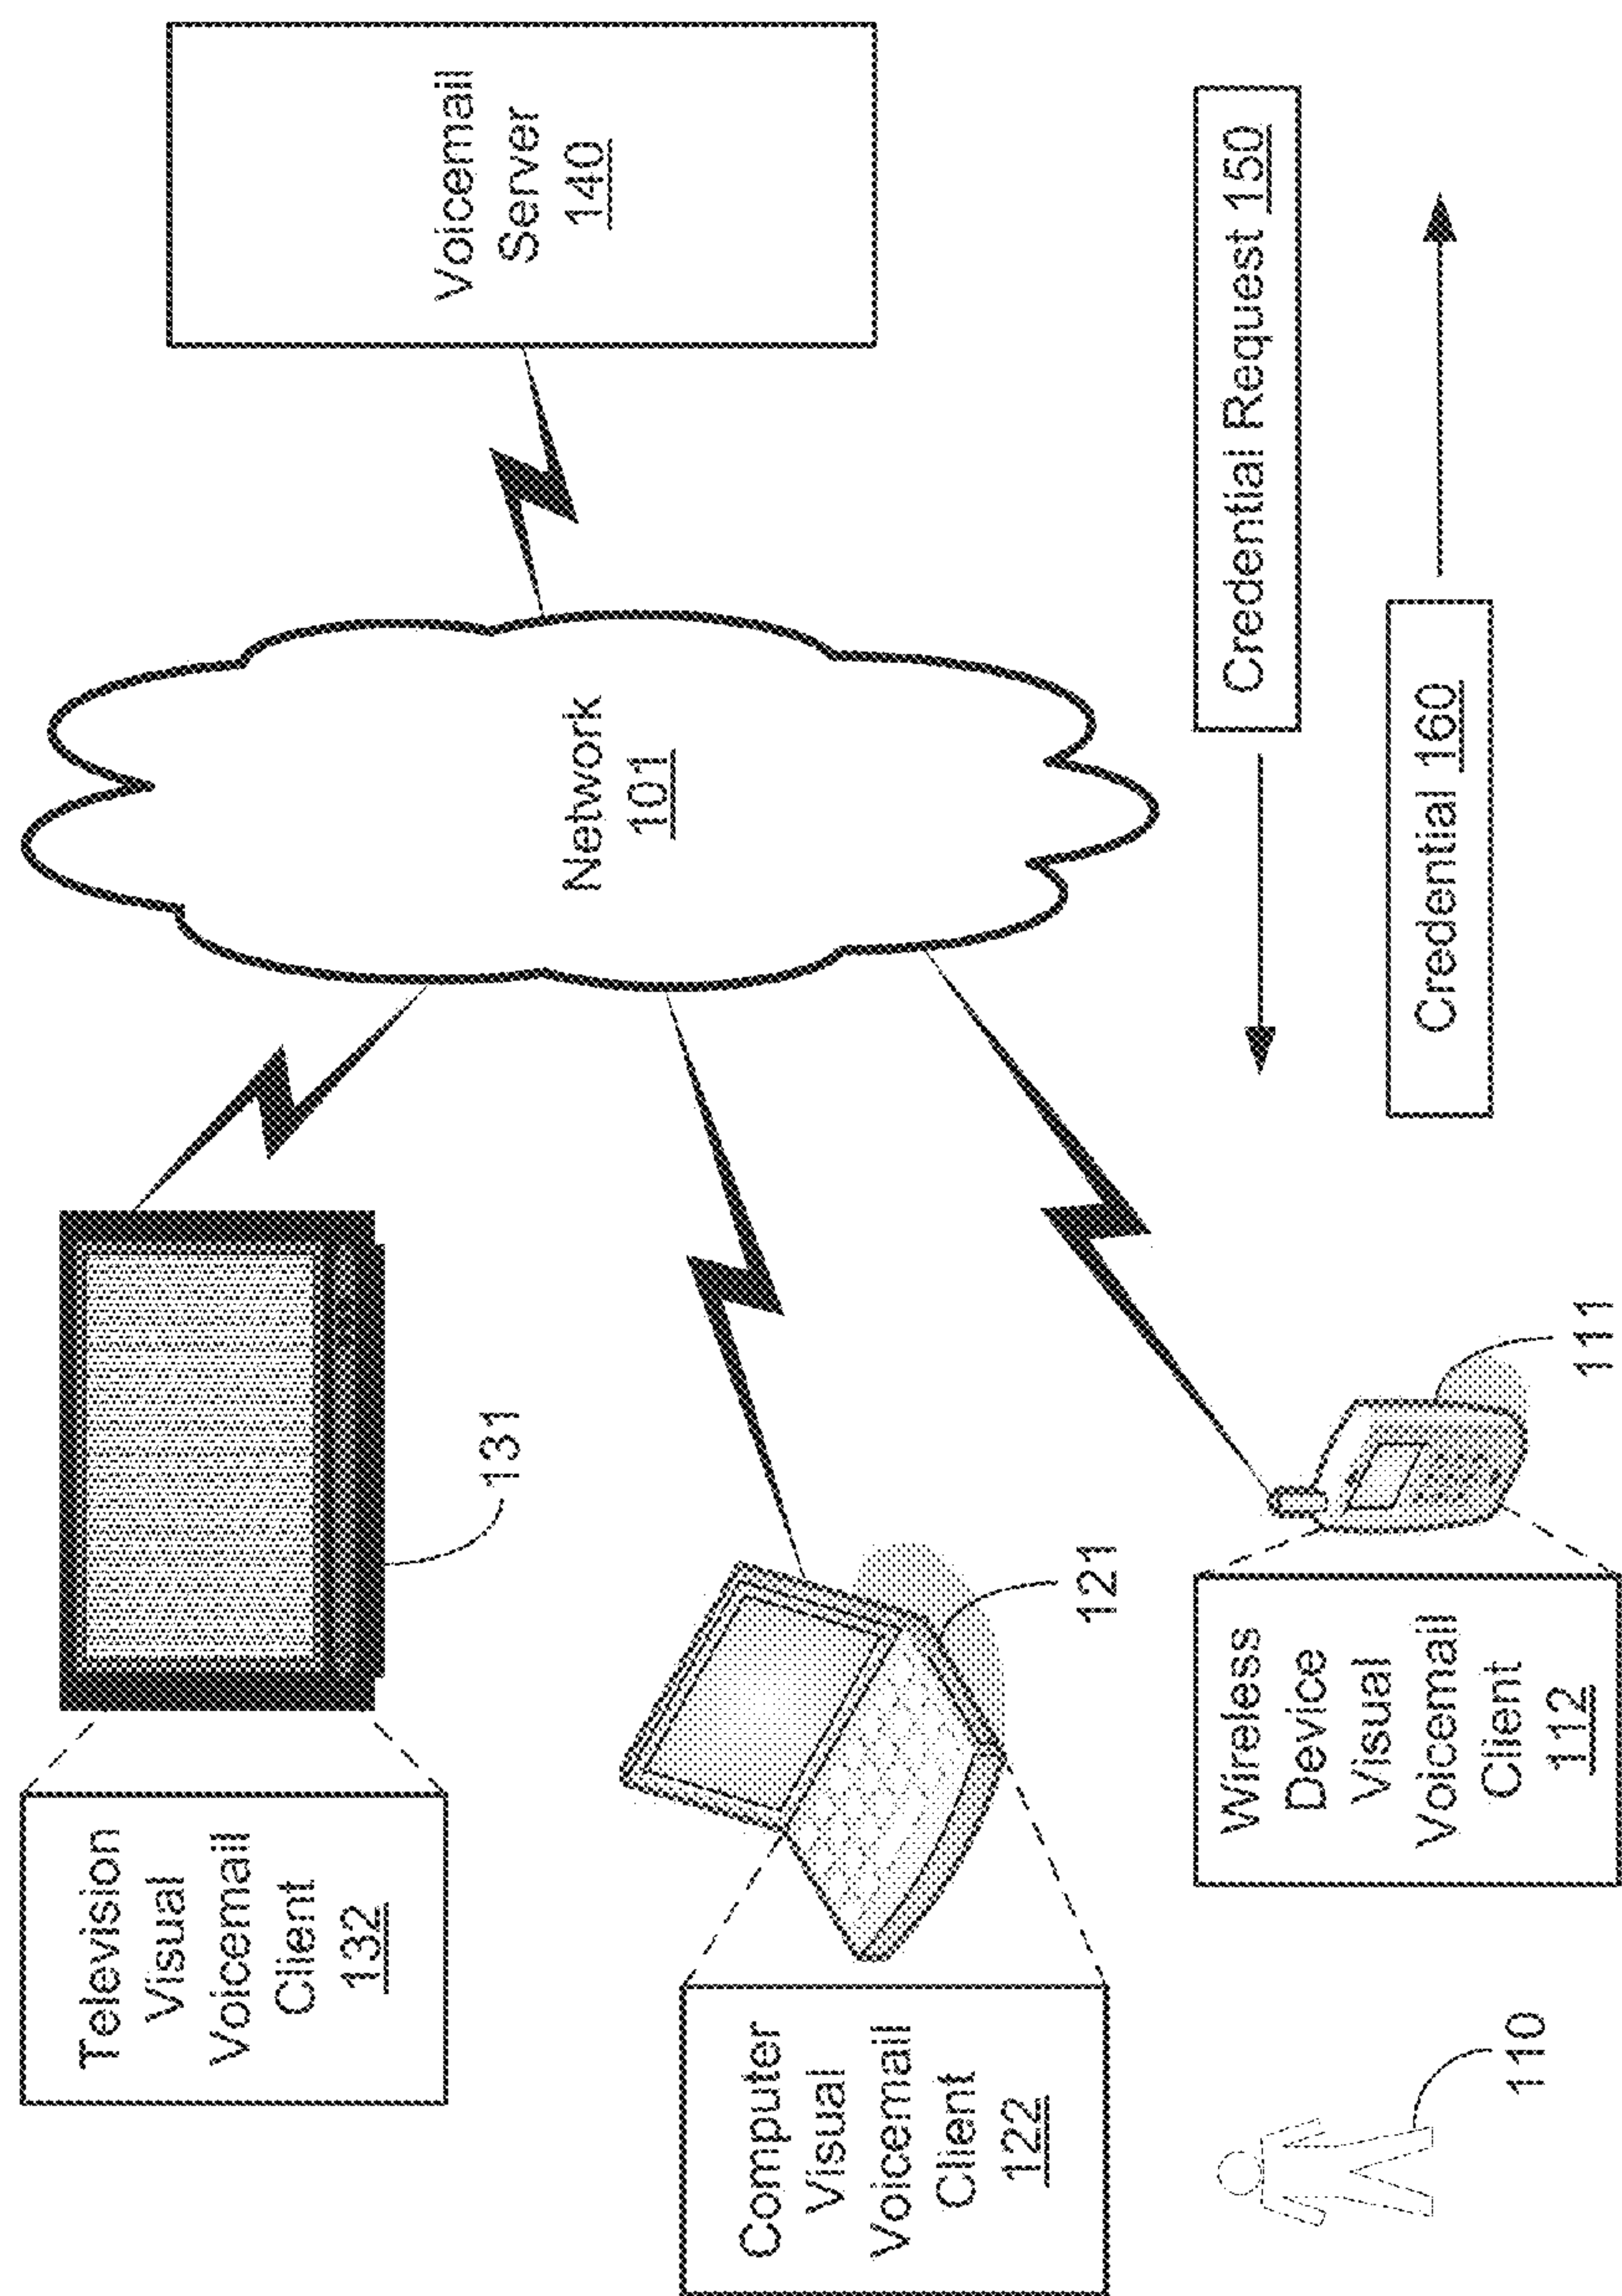 Television
Visual
Voicemail
Client
132
131
Computer
Visual
Voicemail
Client
122
121
Wireless
Device
Visual
Voicemail
Client
112
111
110
Network
101
Voicemail
Server
140
Credential Request 150
Credential 160